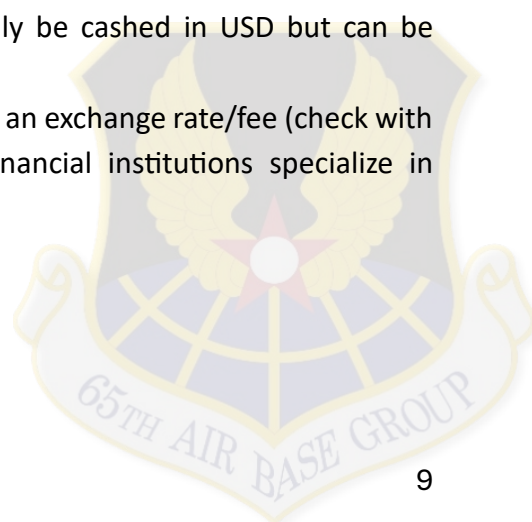 ly be cashed in USD but can be
an exchange rate/fee (check with
nancial institutions specialize in
65TH AIR BASE GROUP
9